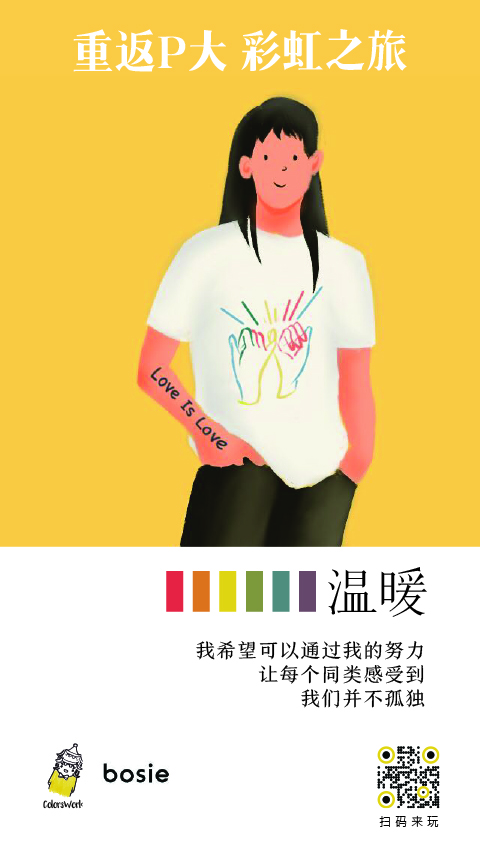 重返P大 彩虹之旅
Love Is Love
温暖
我希望可以通过我的努力
让每个同类感受到
我们并不孤独
ColorsWork
bosie
扫码来玩